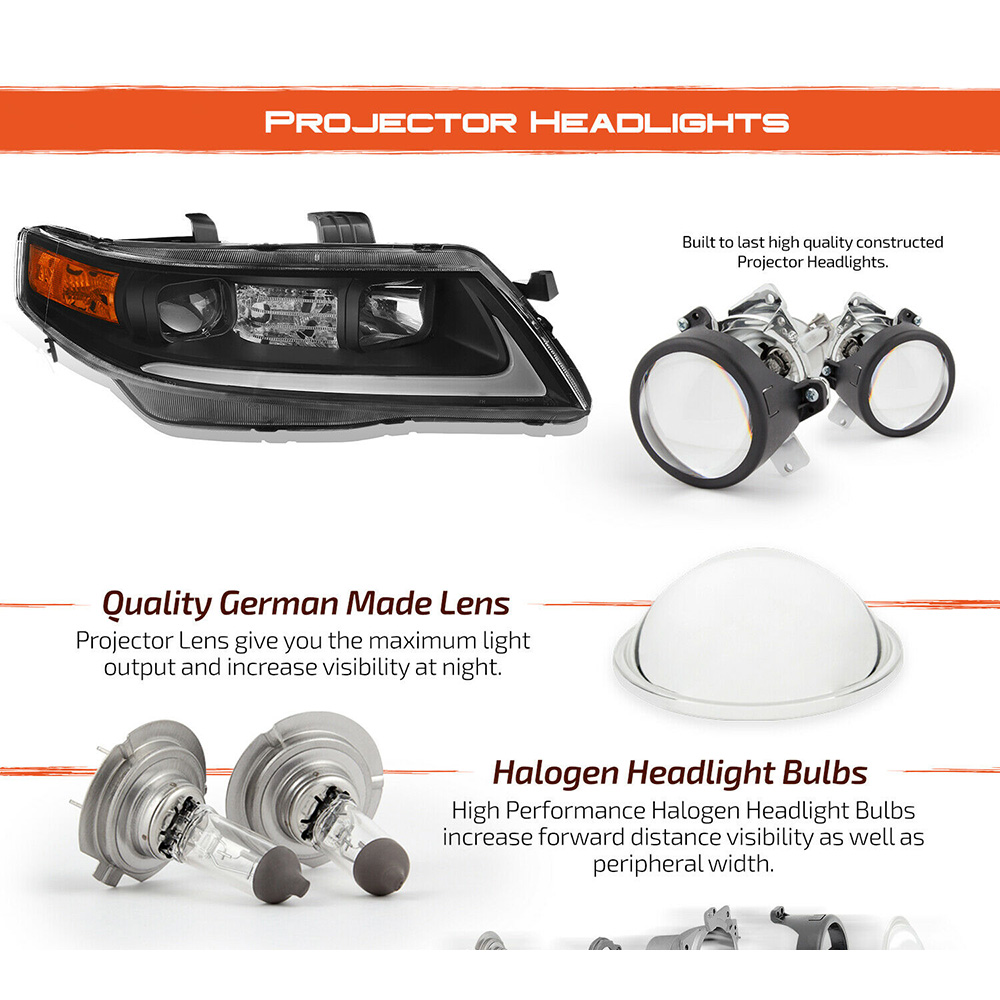 PROJECTOR HEADLIGHTS
Built to last high quality constructed
Projector Headlights.
Quality German Made Lens
Projector Lens give you the maximum light
output and increase visibility at night.
Halogen Headlight Bulbs
High Performance Halogen Headlight Bulbs
increase forward distance visibility as well as
peripheral width.